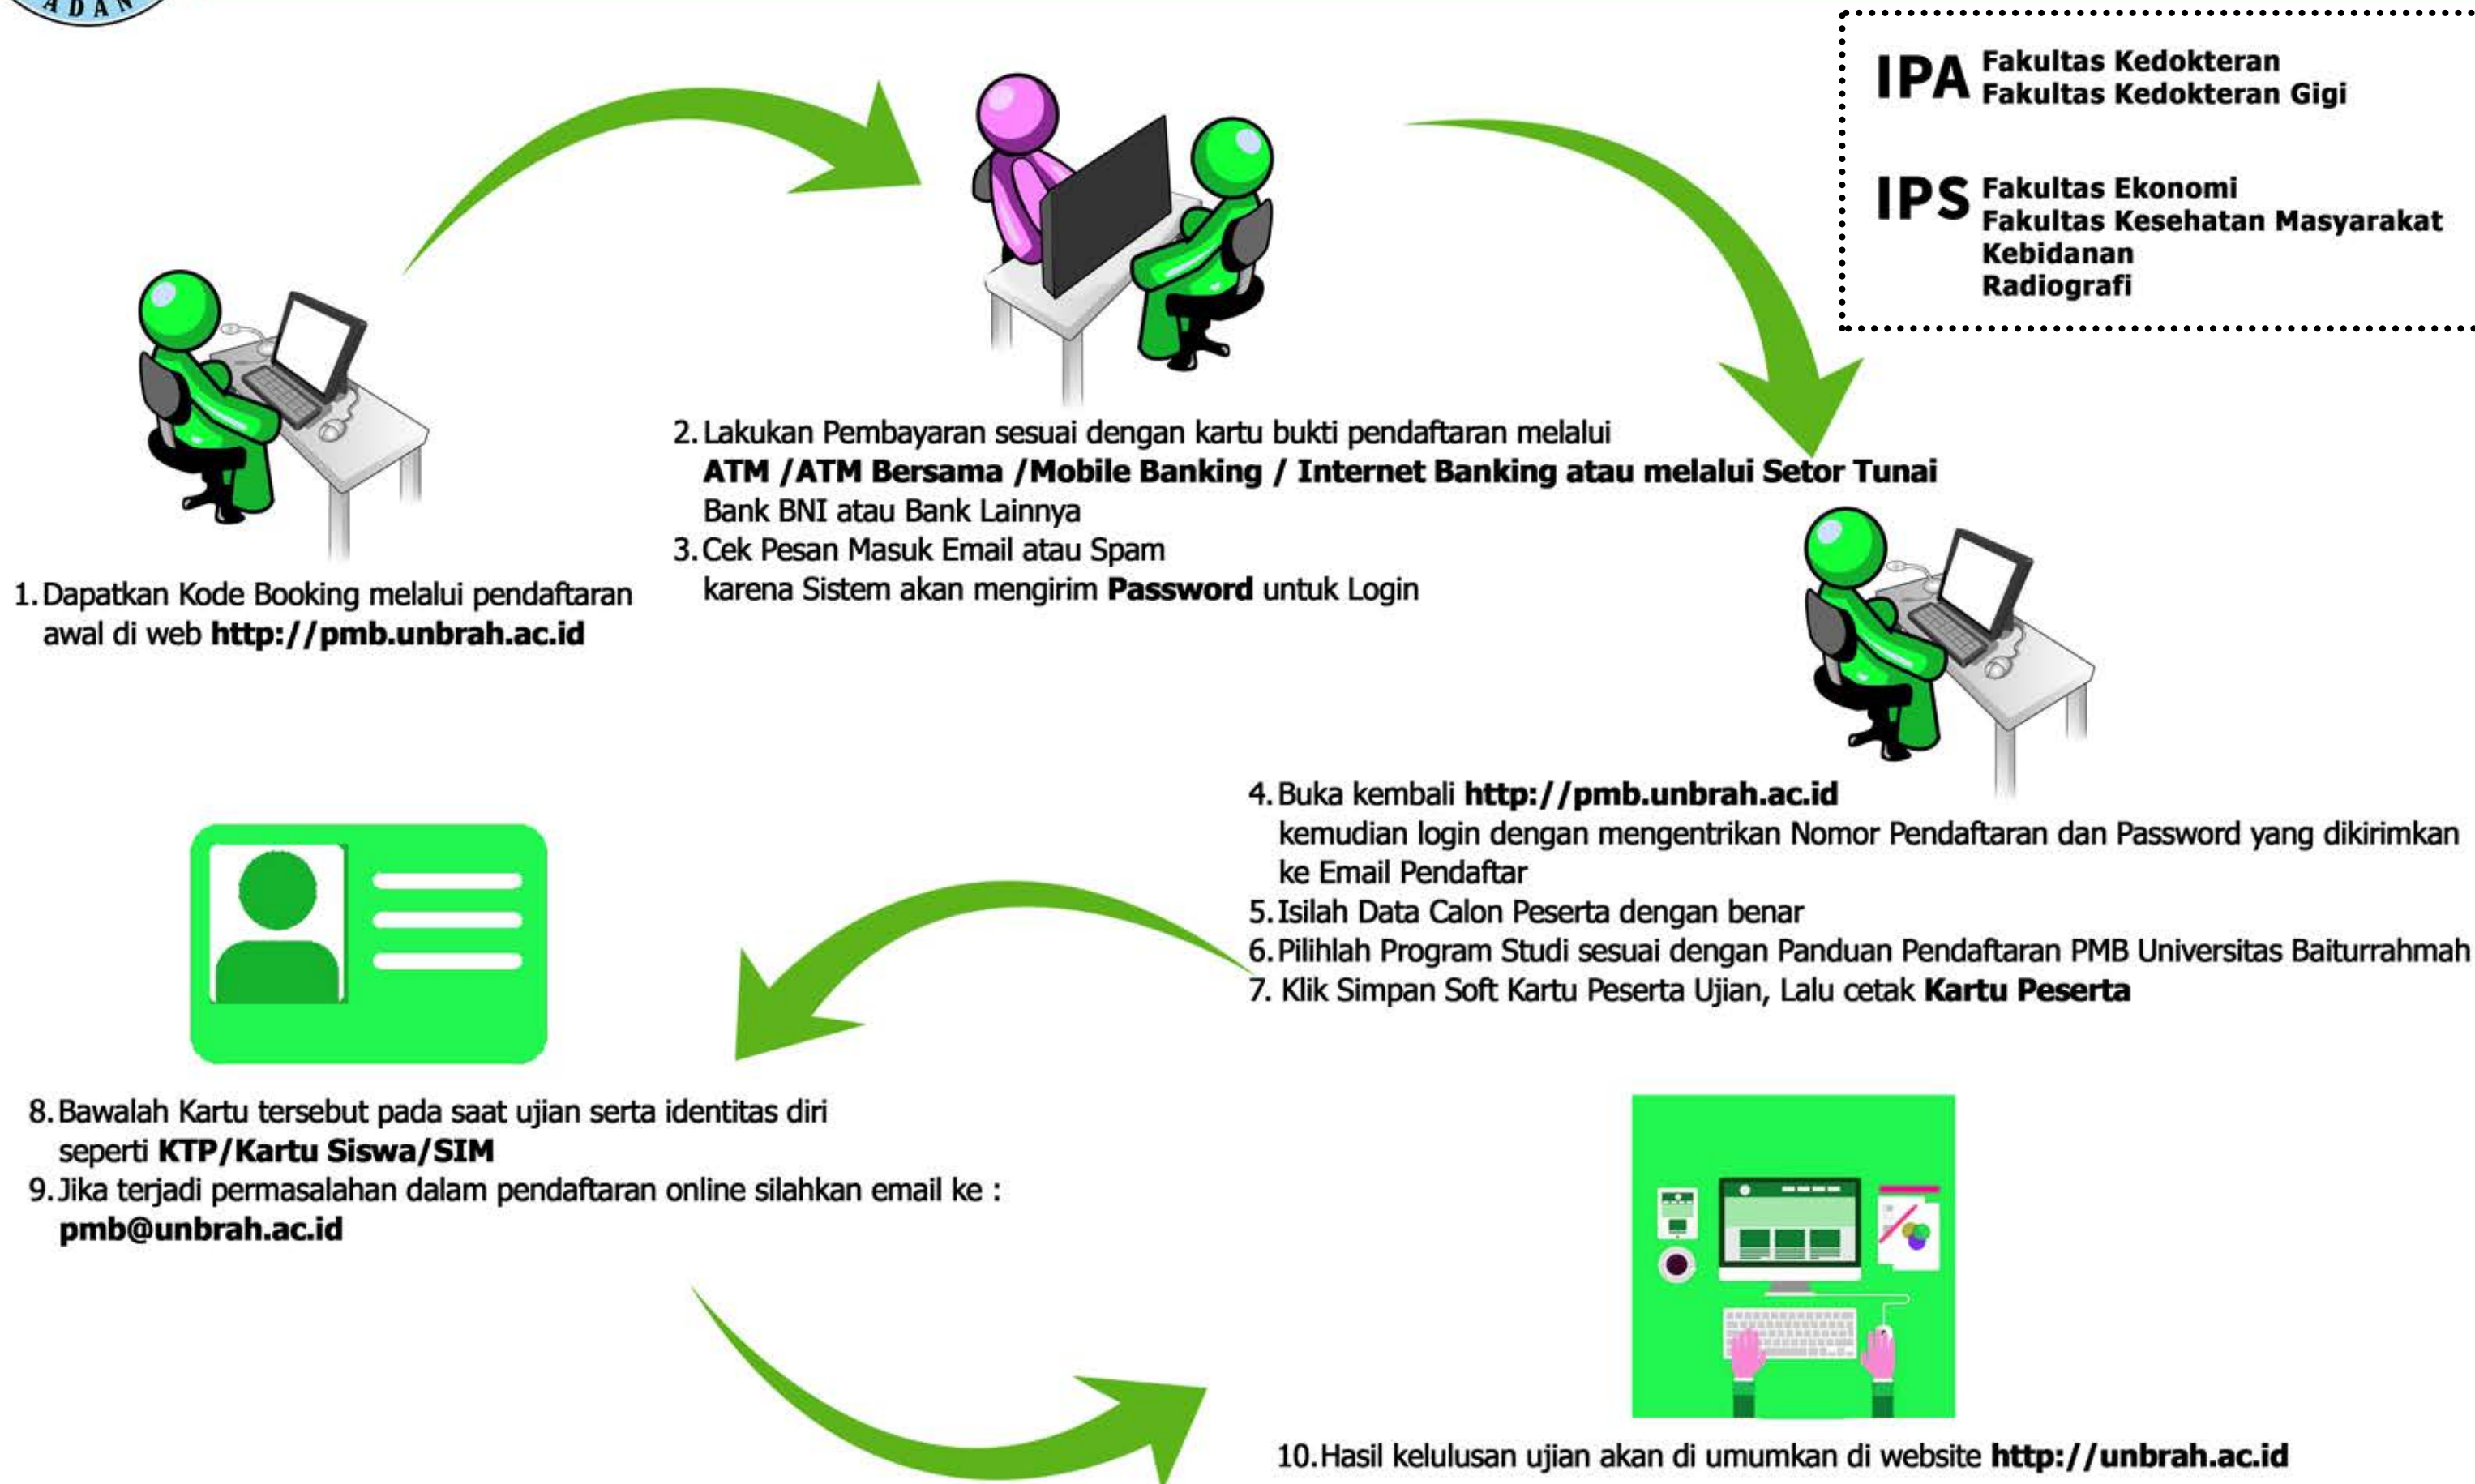 IPA Fakultas Kedokteran
Fakultas Kedokteran Gigi
IPS Fakultas Ekonomi
Fakultas Kesehatan Masyarakat
Kebidanan
Radiografi
1. Dapatkan Kode Booking melalui pendaftaran
awal di web http://pmb.unbrah.ac.id
2. Lakukan Pembayaran sesuai dengan kartu bukti pendaftaran melalui
ATM /ATM Bersama /Mobile Banking / Internet Banking atau melalui Setor Tunai
Bank BNI atau Bank Lainnya
3. Cek Pesan Masuk Email atau Spam
karena Sistem akan mengirim Password untuk Login
4. Buka kembali http://pmb.unbrah.ac.id
kemudian login dengan mengentrikan Nomor Pendaftaran dan Password yang dikirimkan
ke Email Pendaftar
5. Isilah Data Calon Peserta dengan benar
6. Pilihlah Program Studi sesuai dengan Panduan Pendaftaran PMB Universitas Baiturrahmah
7. Klik Simpan Soft Kartu Peserta Ujian, Lalu cetak Kartu Peserta
8. Bawalah Kartu tersebut pada saat ujian serta identitas diri
seperti KTP/Kartu Siswa/SIM
9. Jika terjadi permasalahan dalam pendaftaran online silahkan email ke :
pmb@unbrah.ac.id
10. Hasil kelulusan ujian akan di umumkan di website http://unbrah.ac.id